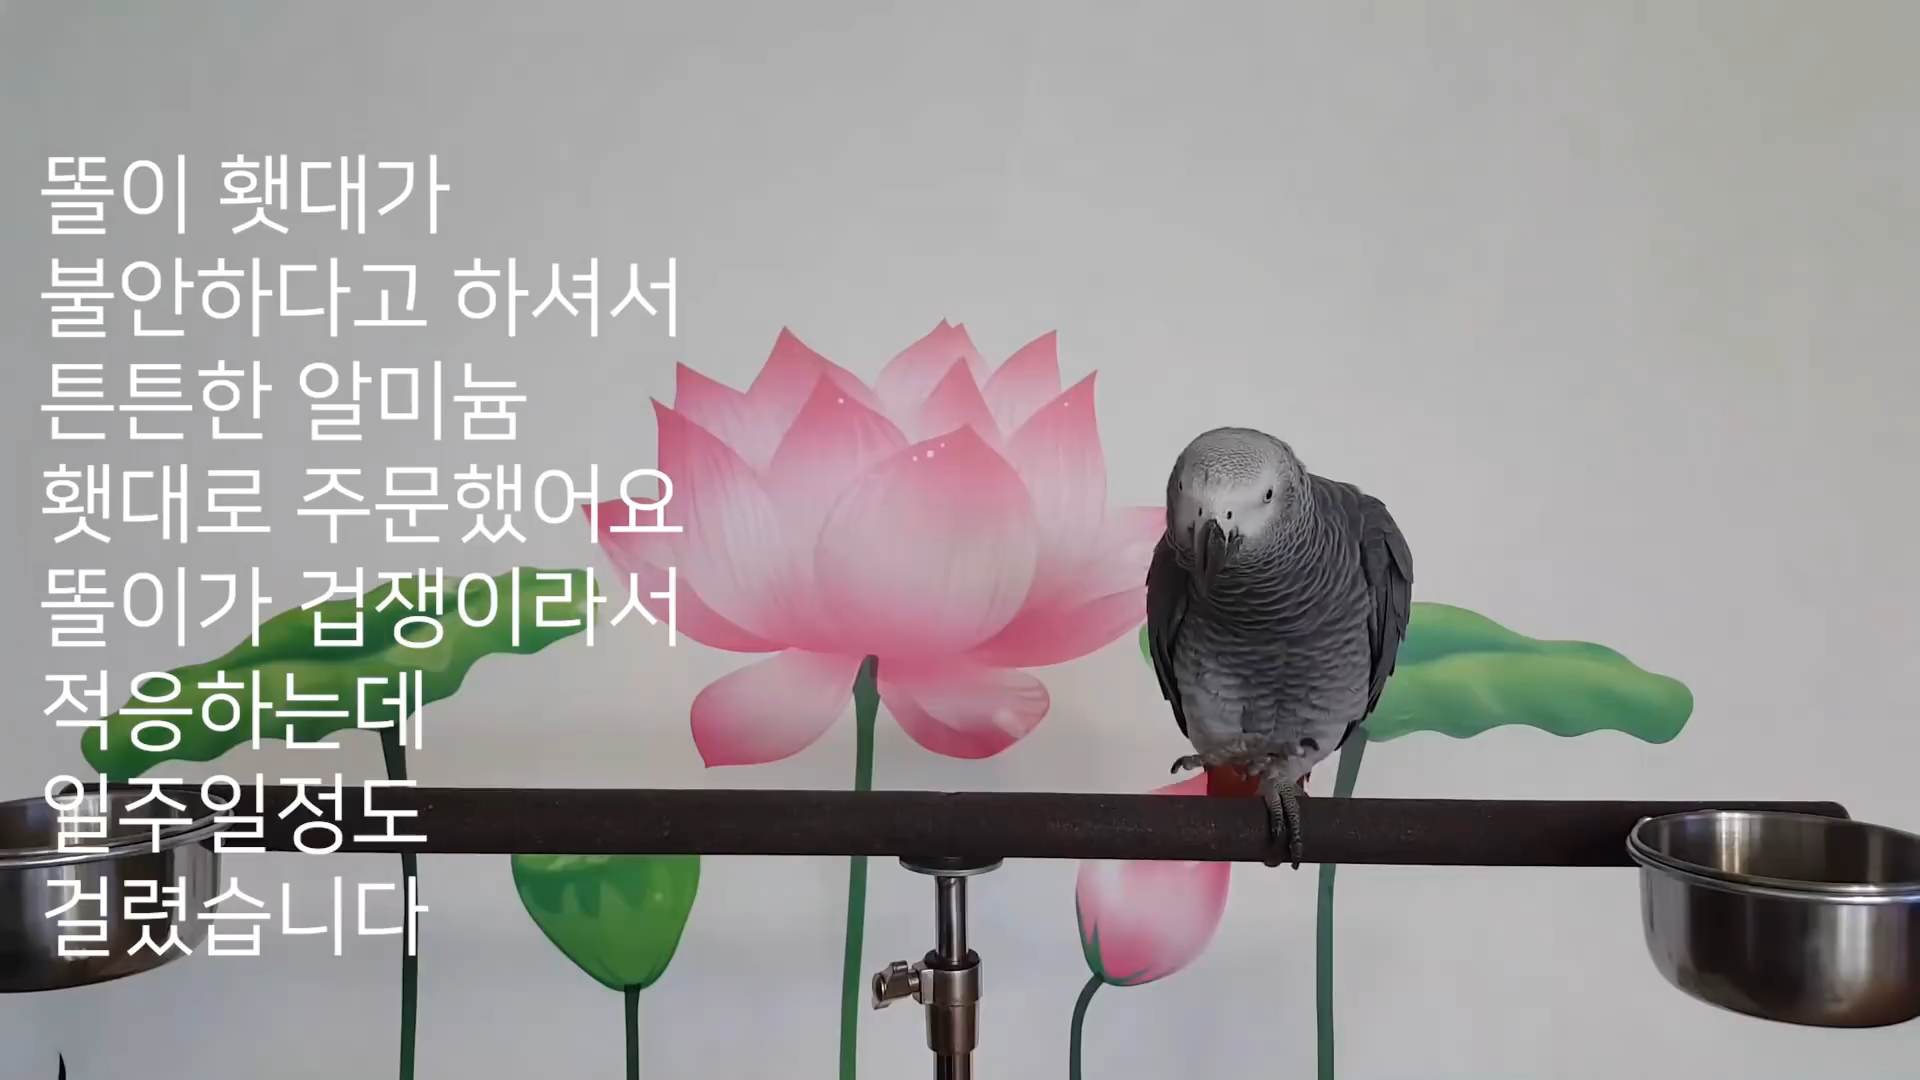 똘이 횃대가
불안하다고 하셔서
튼튼한 알미늄
횃대로 주문했어요
똘이가 겁쟁이라서
적응하는데
일주일정도
걸렸습니다